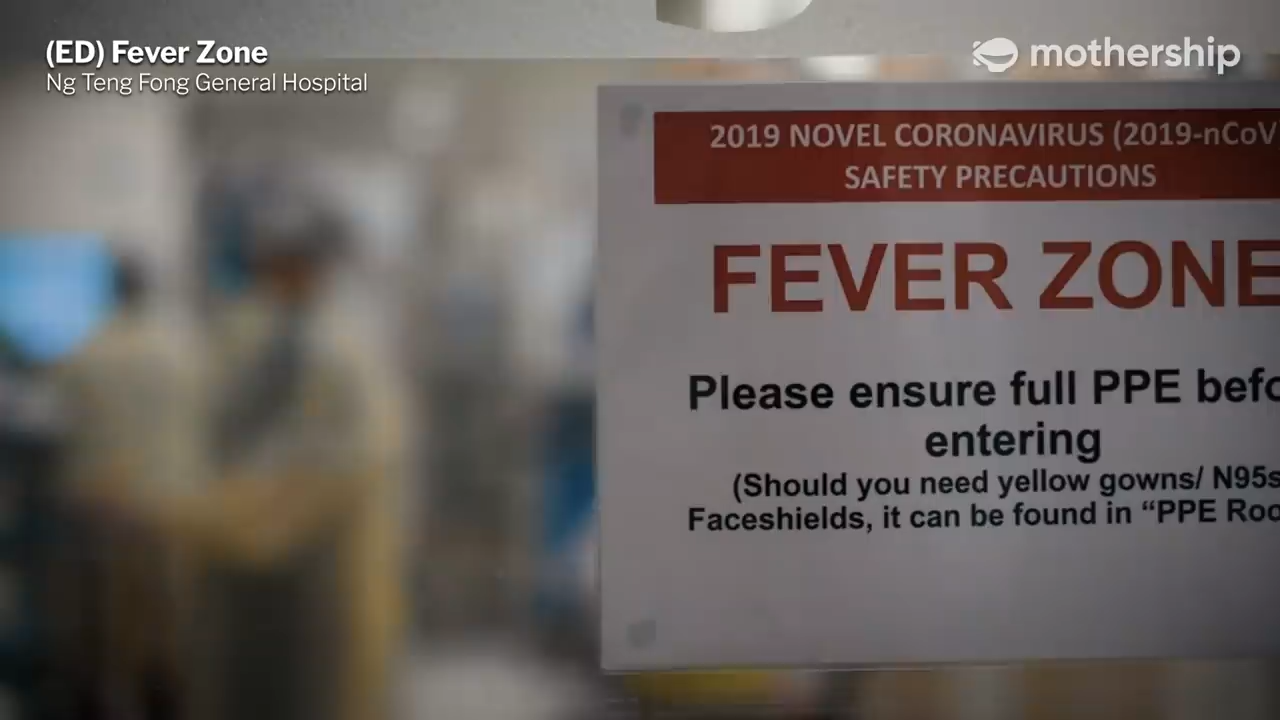 (ED) Fever Zone
Ng Teng Fong General Hospital
mothership
2019 NOVEL CORONAVIRUS (2019-nCoV
SAFETY PRECAUTIONS
FEVER ZONE
Please ensure full PPE befo
entering
(Should you need yellow gowns/ N95s
Faceshields, it can be found in “PPE Roo